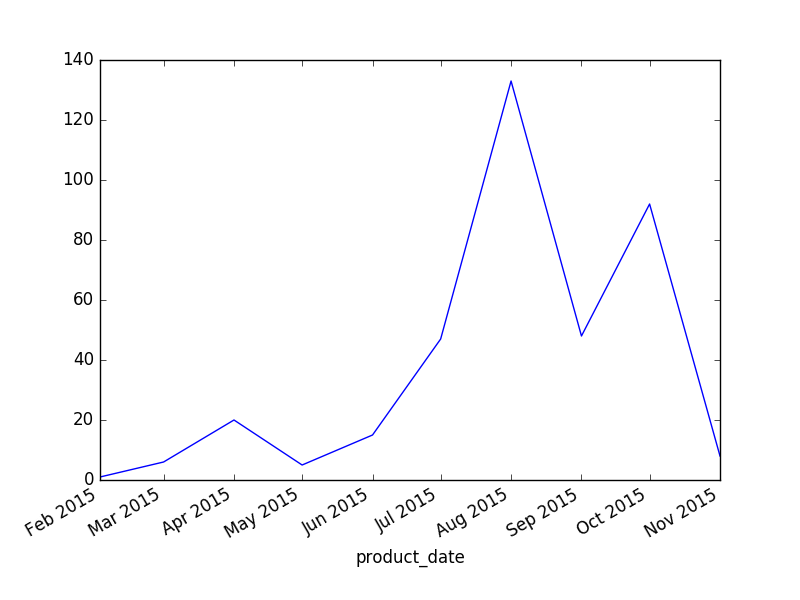 140
120
100
80
60
40
20
0
Feb 2015
Mar 2015
Apr 2015
May 2015
Jun 2015
Jul 2015
Aug 2015
Sep 2015
Oct 2015
Nov 2015
product_date